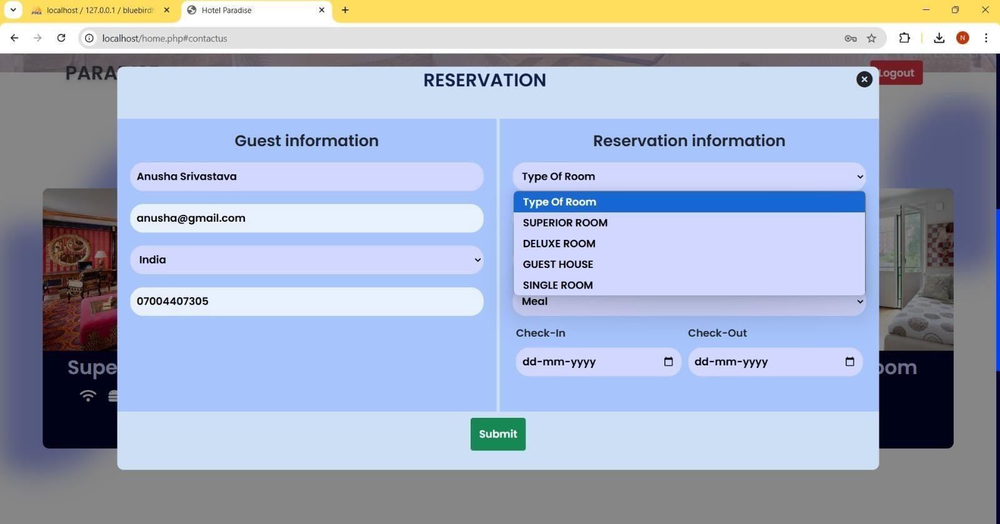 localhost / 127.0.0.1 / bluebirdh
Hotel Paradise
localhost/home.php#contactus
N
PARA
Logout
RESERVATION
Guest information
Reservation information
Anusha Srivastava
Type Of Room
Type Of Room
anusha@gmail.com
SUPERIOR ROOM
DELUXE ROOM
India
GUEST HOUSE
SINGLE ROOM
07004407305
Meal
Check-In
Check-Out
dd-mm-yyyy
dd-mm-yyyy
Supe
oom
Submit